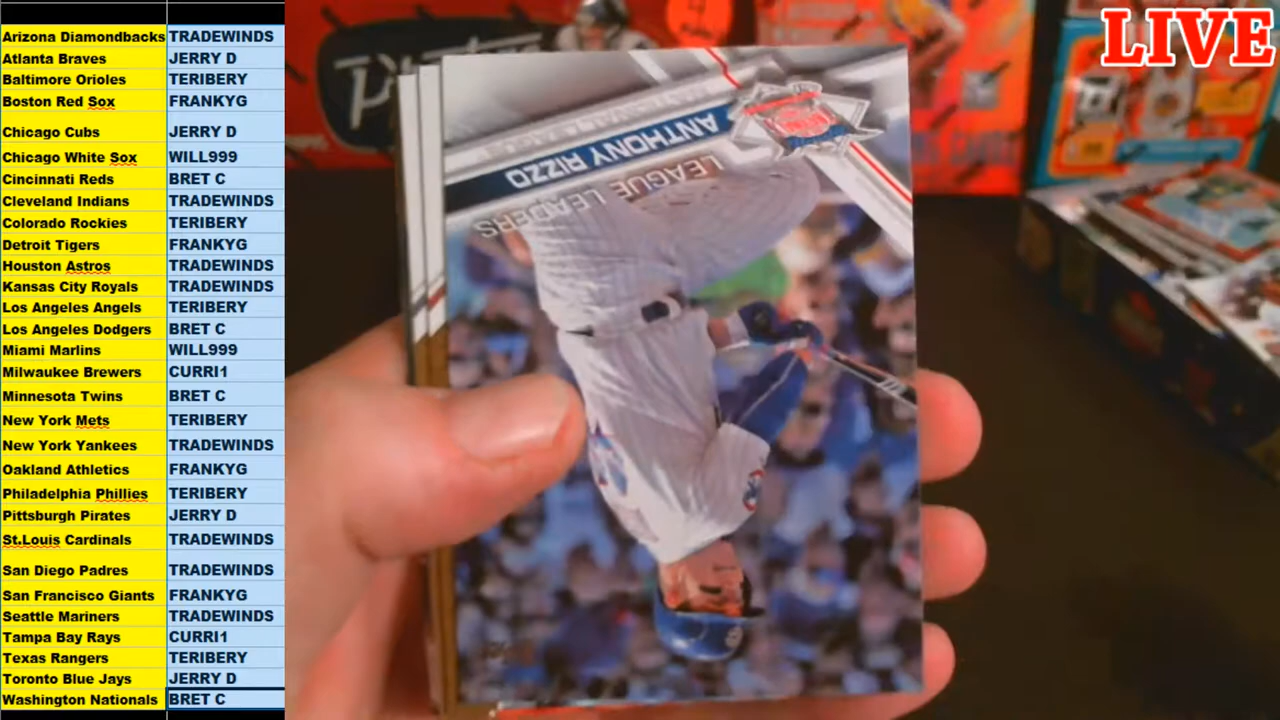 Arizona Diamondbacks TRADEWINDS
Atlanta Braves JERRY D
Baltimore Orioles TERIBERY
Boston Red Sox FRANKYG
Chicago Cubs JERRY D
Chicago White Sox WILL999
Cincinnati Reds BRET C
Cleveland Indians TRADEWINDS
Colorado Rockies TERIBERY
Detroit Tigers FRANKYG
Houston Astros TRADEWINDS
Kansas City Royals TRADEWINDS
Los Angeles Angels TERIBERY
Los Angeles Dodgers BRET C
Miami Marlins WILL999
Milwaukee Brewers CURRI1
Minnesota Twins BRET C
New York Mets TERIBERY
New York Yankees TRADEWINDS
Oakland Athletics FRANKYG
Philadelphia Phillies TERIBERY
Pittsburgh Pirates JERRY D
St.Louis Cardinals TRADEWINDS
San Diego Padres TRADEWINDS
San Francisco Giants FRANKYG
Seattle Mariners TRADEWINDS
Tampa Bay Rays CURRI1
Texas Rangers TERIBERY
Toronto Blue Jays JERRY D
Washington Nationals BRET C
LIVE
LEAGUE LEADERS
ANTHONY RIZZO